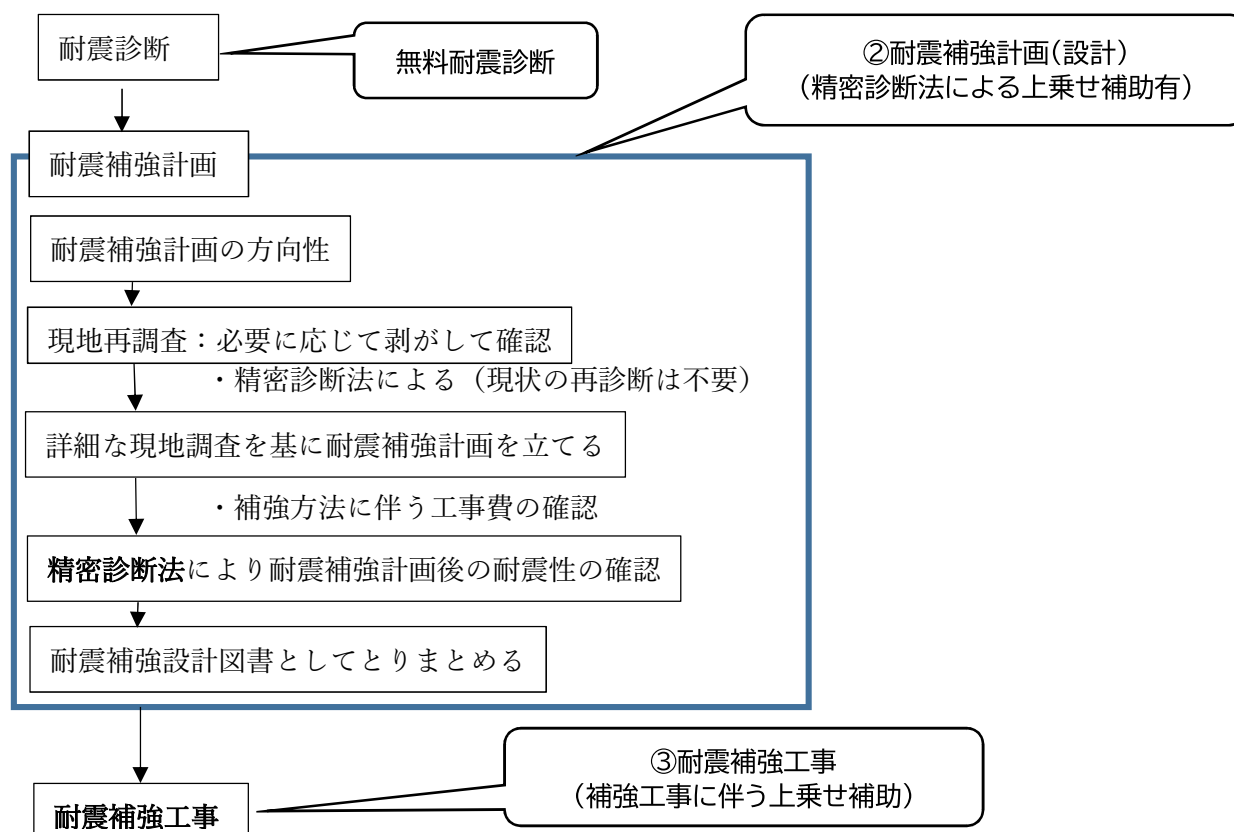 耐震診断
無料耐震診断
②耐震補強計画(設計)
(精密診断法による上乗せ補助有)
耐震補強計画
耐震補強計画の方向性
現地再調査：必要に応じて剥がして確認
・精密診断法による（現状の再診断は不要）
詳細な現地調査を基に耐震補強計画を立てる
・補強方法に伴う工事費の確認
精密診断法により耐震補強計画後の耐震性の確認
耐震補強設計図書としてとりまとめる
③耐震補強工事
（補強工事に伴う上乗せ補助）
耐震補強工事